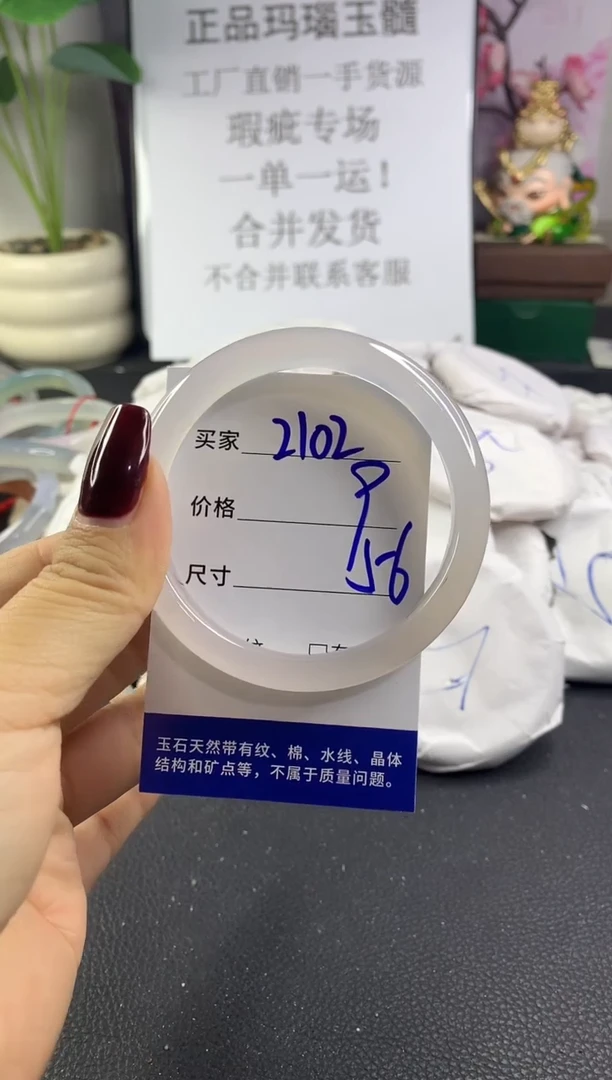 正品玛瑙玉髓
工厂直销一手货源
瑕疵专场
一单一运!
合并发货
不合并联系客服
买家 2102
价格 9
尺寸 56
玉石天然带有纹、棉、水线、晶体
结构和矿点等，不属于质量问题。